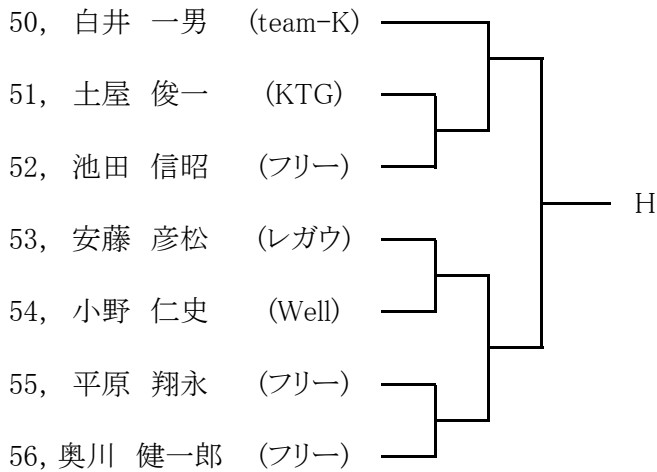 50, 白井 一男 (team-K)
51, 土屋 俊一 (KTG)
52, 池田 信昭 (フリー)
H
53, 安藤 彦松 (レガウ)
54, 小野 仁史 (Well)
55, 平原 翔永 (フリー)
56, 奥川 健一郎 (フリー)